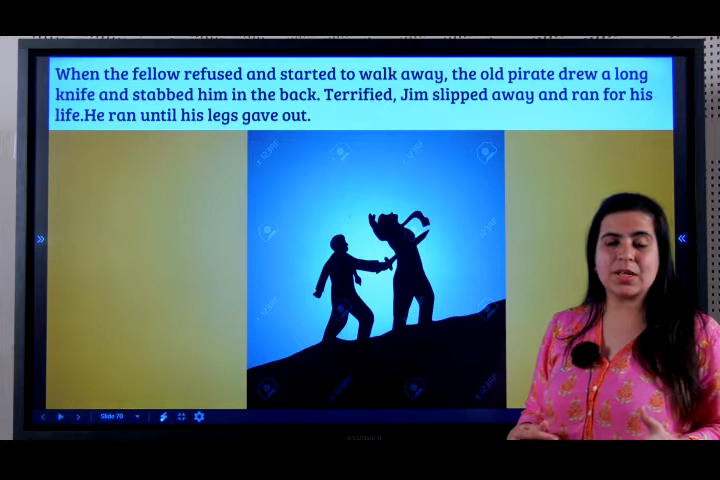 When the fellow refused and started to walk away, the old pirate drew a long
knife and stabbed him in the back. Terrified, Jim slipped away and ran for his
life.He ran until his legs gave out.
Slide 70